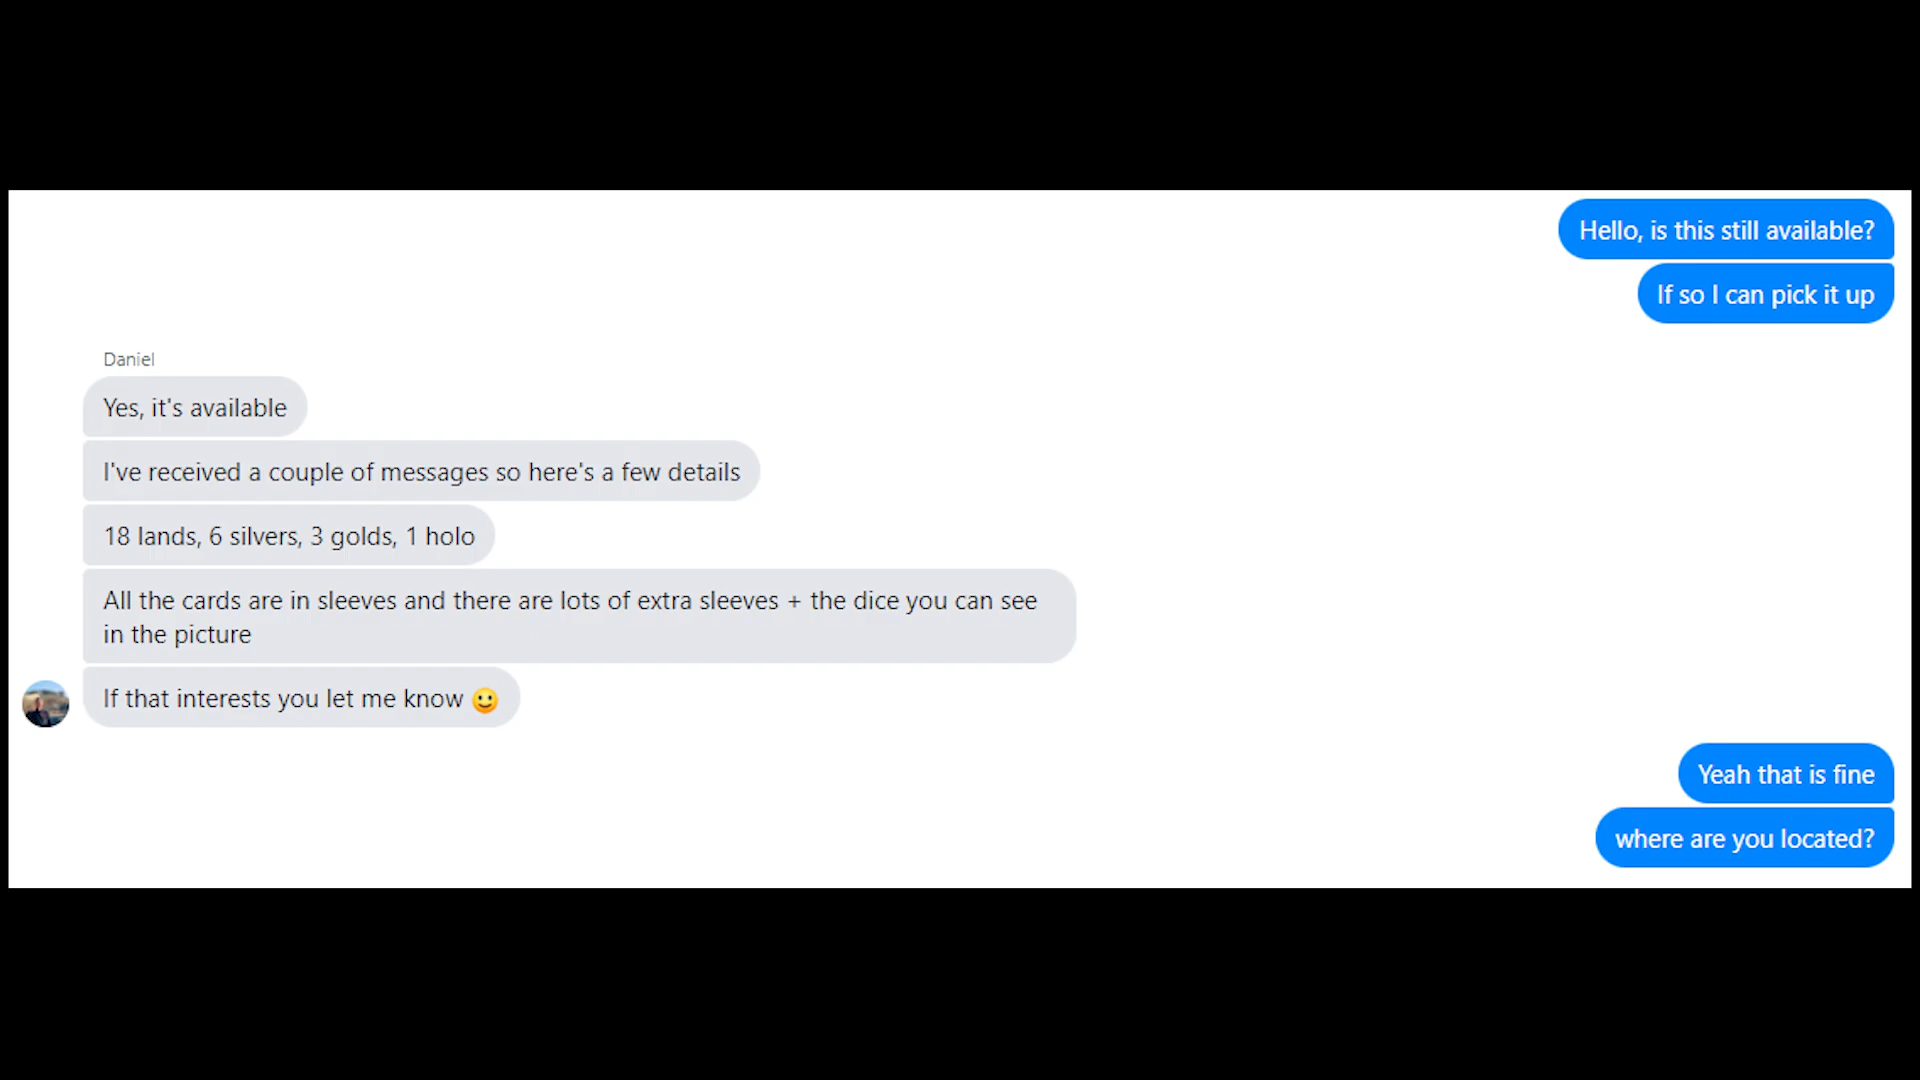 Hello, is this still available?
If so I can pick it up
Daniel
Yes, it's available
I've received a couple of messages so here's a few details
18 lands, 6 silvers, 3 golds, 1 holo
All the cards are in sleeves and there are lots of extra sleeves + the dice you can see
in the picture
If that interests you let me know 🙂
Yeah that is fine
where are you located?